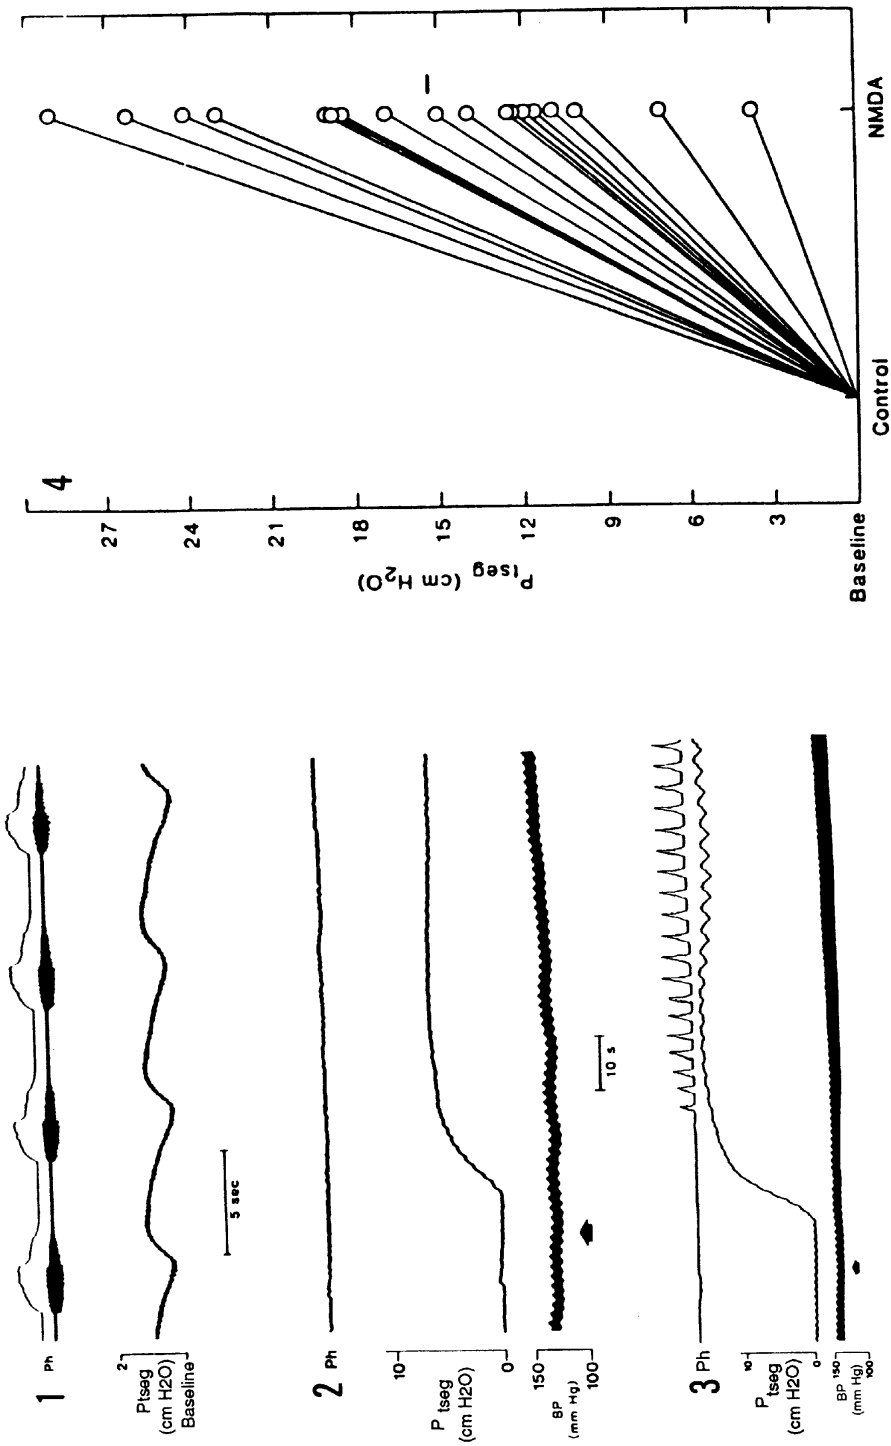 1
Ph
2
Ptseg
(cm H2O)
Baseline
5 sec
2
Ph
10
0
P tseg
(cm H2O)
150
100
BP
(mm Hg)
10 s
3
Ph
10
0
P tseg
(cm H2O)
150
100
BP
(mm Hg)
4
27
24
21
18
15
12
9
6
3
Baseline
P tseg (cm H2O)
Control
NMDA